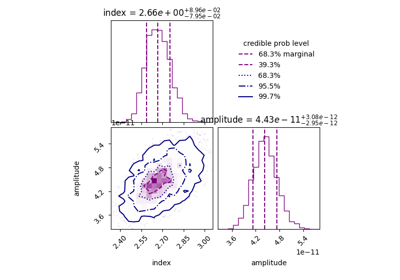 index = 2.66e+00+8.96e−02−7.95e−02
credible prob level
68.3% marginal
39.3%
68.3%
95.5%
99.7%
1e−11
amplitude = 4.43e−11+3.08e−12−2.95e−12
amplitude
5.4
4.8
4.2
3.6
2.40
2.55
2.70
2.85
3.00
index
3.6
4.2
4.8
5.4
1e−11
amplitude